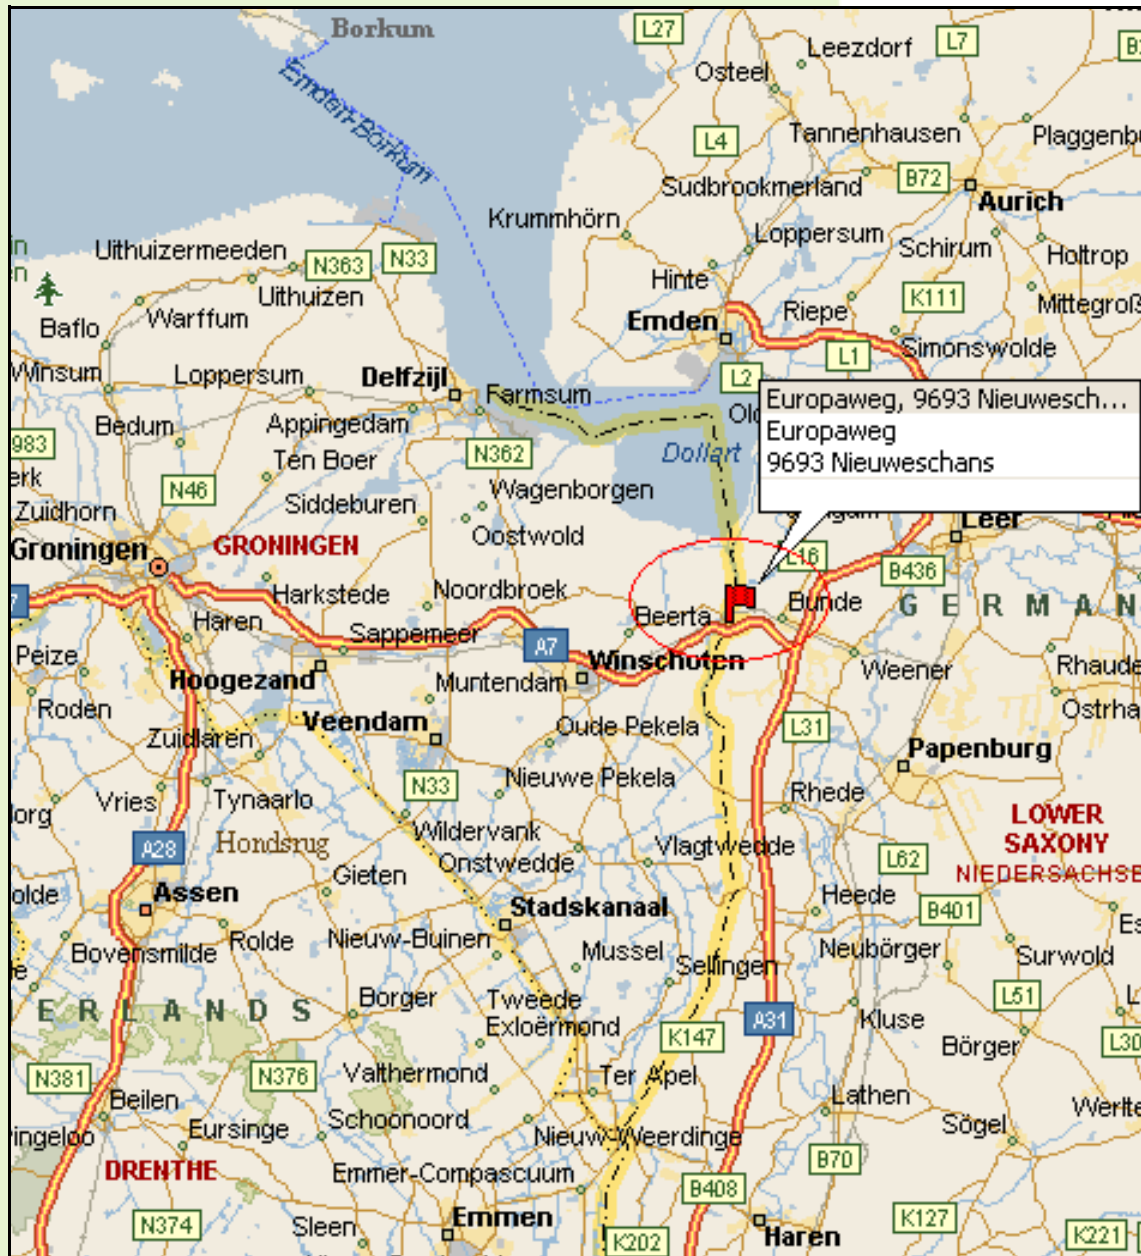 Borkum
L27
Leezdorf
L7
Osteel
Emden-Borkum
L4
Tannenhausen
Sudbrookmerland
B72
Aurich
Krummhörn
Loppersum
Schirum
Holtrop
Uithuizermeeden
N363
N33
Hinte
Uithuizen
Riepe
K111
Baflo
Warffum
Emden
Simonswolde
L1
Winsum
Loppersum
Delfzijl
Farmsum
L2
Europaweg, 9693 Nieuwesch...
Europaweg
9693 Nieuweschans
Bedum
Appingedam
N362
Dollart
Ten Boer
N46
Siddeburen
Wagenborgen
Zuidhorn
Oostwold
Leer
Groningen
GRONINGEN
L16
B436
Harkstede
Noordbroek
Beerta
Bunde
GERMAN
Haren
Sappemeer
A7
Winschoten
Weener
Peize
Hoogezand
Muntendam
Roden
Veendam
Oude Pekela
L31
Zuidlaren
Papenburg
Vries
Tynaarlo
N33
Nieuwe Pekela
Rhede
LOWER
SAXONY
A28
Hondsrug
Wildervank
Onstwedde
Vlagtwedde
L62
NIEDERSACHSE
Assen
Gieten
Stadskanaal
Heede
B401
Bovensmilde
Rolde
Nieuw-Buinen
Mussel
Sellingen
Neubörger
Surwold
ERLANDS
Borger
Tweede
Exloërmond
K147
A31
Kluse
L51
Börger
L30
N381
N376
Valthermond
Ter Apel
Beilen
Schoonoord
Lathen
Eursinge
Nieuw-Weerdinge
Sögel
DRENTHE
Emmer-Compascuum
B408
B70
N374
Sleen
Emmen
K202
Haren
K127
K221